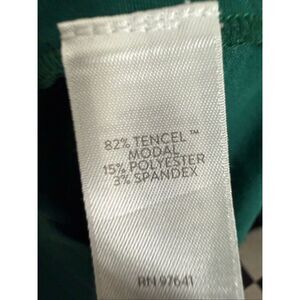 82% TENCEL™
MODAL
15% POLYESTER
3% SPANDEX
RN 97641